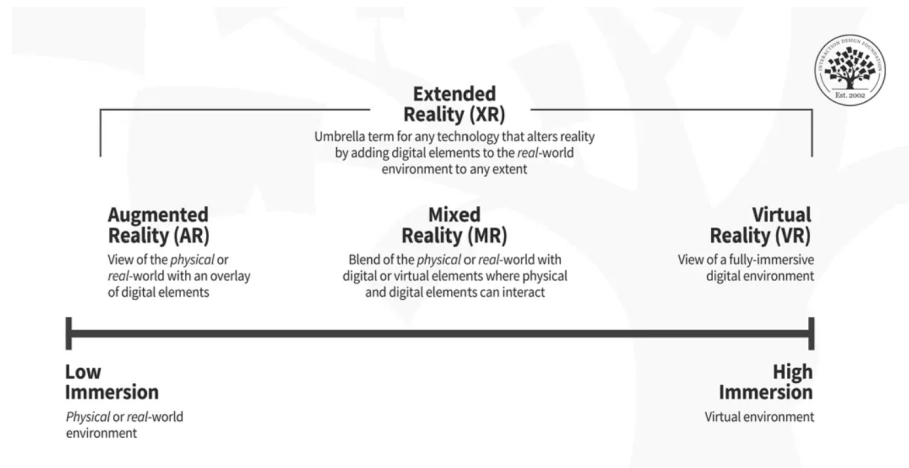 INTERACTION DESIGN FOUNDATION
Est. 2002
Extended
Reality (XR)
Umbrella term for any technology that alters reality
by adding digital elements to the real-world
environment to any extent
Augmented
Reality (AR)
View of the physical or
real-world with an overlay
of digital elements
Mixed
Reality (MR)
Blend of the physical or real-world with
digital or virtual elements where physical
and digital elements can interact
Virtual
Reality (VR)
View of a fully-immersive
digital environment
Low
Immersion
Physical or real-world
environment
High
Immersion
Virtual environment